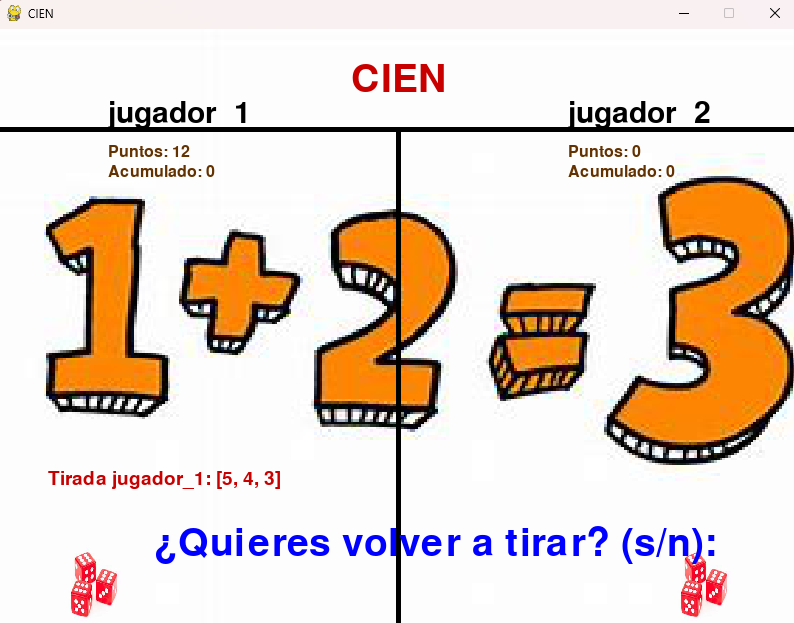 CIEN
CIEN
jugador 1
jugador 2
Puntos: 12
Acumulado: 0
Puntos: 0
Acumulado: 0
1 + 2 = 3
Tirada jugador_1: [5, 4, 3]
¿Quieres volver a tirar? (s/n):